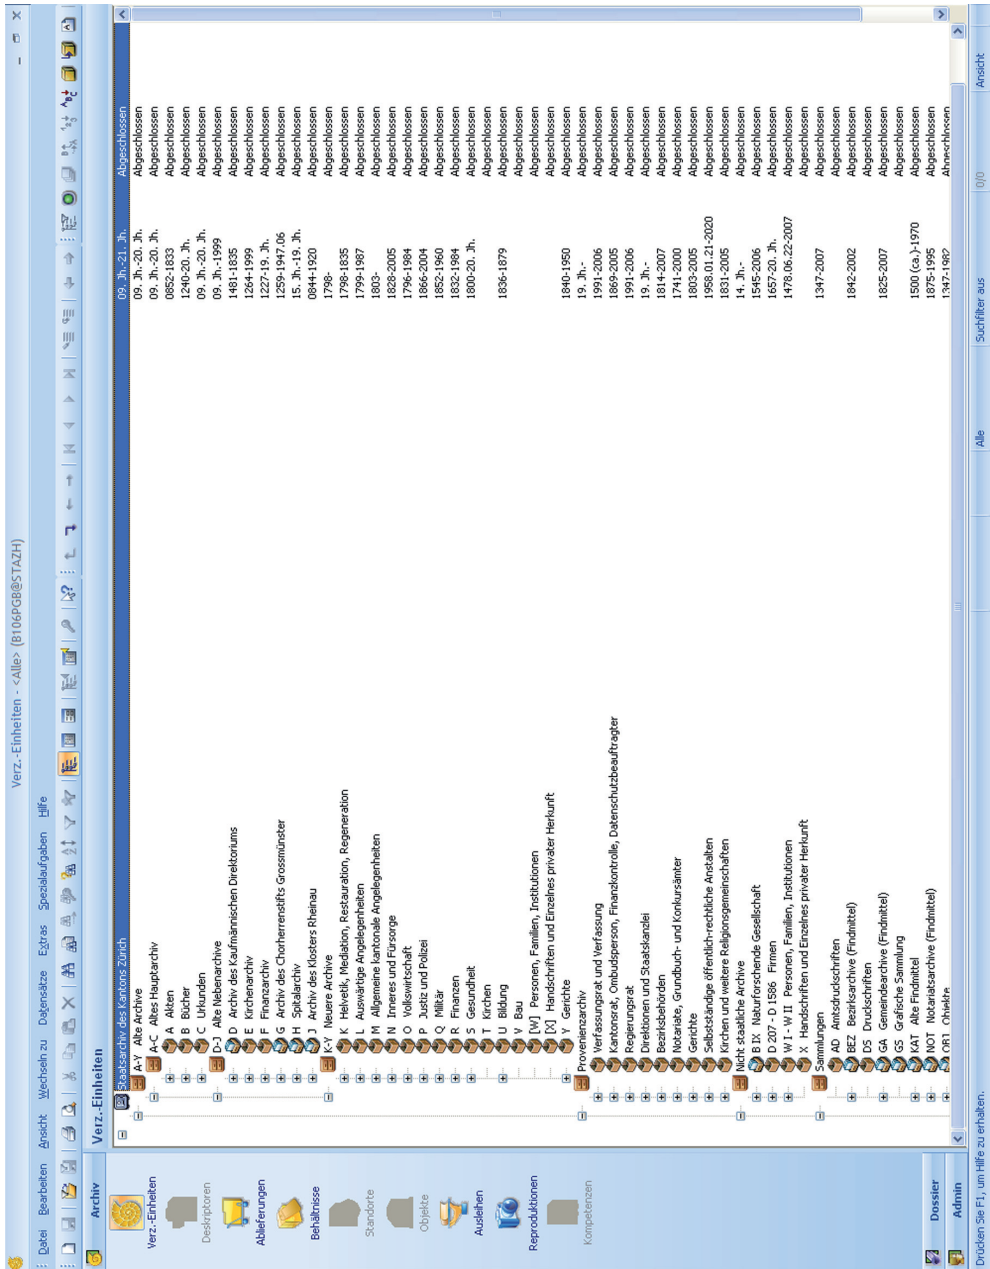 Verz.-Einheiten - <Alle> (B106PGB@STAZH)
Datei Bearbeiten Ansicht Wechseln zu Datensätze Extras Spezialaufgaben Hilfe
Archiv
Verz.-Einheiten
Deskriptoren
Ablieferungen
Behältnisse
Standorte
Objekte
Ausleihen
Reproduktionen
Kompetenzen
Dossier
Admin
Verz.-Einheiten
Staatsarchiv des Kantons Zürich 09. Jh.-21. Jh. Abgeschlossen
A-Y Alte Archive 09. Jh.-20. Jh. Abgeschlossen
A-C Altes Hauptarchiv 09. Jh.-20. Jh. Abgeschlossen
A Akten 0852-1833 Abgeschlossen
B Bücher 1240-20. Jh. Abgeschlossen
C Urkunden 09. Jh.-20. Jh. Abgeschlossen
D-J Alte Nebenarchive 09. Jh.-1999 Abgeschlossen
D Archiv des Kaufmännischen Direktoriums 1481-1835 Abgeschlossen
E Kirchenarchiv 1264-1999 Abgeschlossen
F Finanzarchiv 1227-19. Jh. Abgeschlossen
G Archiv des Chorherrenstifts Grossmünster 1259-1947.06 Abgeschlossen
H Spitalarchiv 15. Jh.-19. Jh. Abgeschlossen
J Archiv des Klosters Rheinau 0844-1920 Abgeschlossen
K-Y Neuere Archive 1798- Abgeschlossen
K Helvetik, Mediation, Restauration, Regeneration 1798-1835 Abgeschlossen
L Auswärtige Angelegenheiten 1799-1987 Abgeschlossen
M Allgemeine kantonale Angelegenheiten 1803- Abgeschlossen
N Inneres und Fürsorge 1828-2005 Abgeschlossen
O Volkswirtschaft 1796-1984 Abgeschlossen
P Justiz und Polizei 1866-2004 Abgeschlossen
Q Militär 1852-1960 Abgeschlossen
R Finanzen 1832-1984 Abgeschlossen
S Gesundheit 1800-20. Jh. Abgeschlossen
T Kirchen Abgeschlossen
U Bildung 1836-1879 Abgeschlossen
V Bau Abgeschlossen
[W] Personen, Familien, Institutionen Abgeschlossen
[X] Handschriften und Einzelnes privater Herkunft Abgeschlossen
Y Gerichte 1840-1950 Abgeschlossen
Provenienzarchiv 19. Jh.- Abgeschlossen
Verfassungsrat und Verfassung 1991-2006 Abgeschlossen
Kantonsrat, Ombudsperson, Finanzkontrolle, Datenschutzbeauftragter 1869-2005 Abgeschlossen
Regierungsrat 1991-2006 Abgeschlossen
Direktionen und Staatskanzlei 19. Jh.- Abgeschlossen
Bezirksbehörden 1814-2007 Abgeschlossen
Notariate, Grundbuch- und Konkursämter 1741-2000 Abgeschlossen
Gerichte 1803-2005 Abgeschlossen
Selbstständige öffentlich-rechtliche Anstalten 1958.01.21-2020 Abgeschlossen
Kirchen und weitere Religionsgemeinschaften 1831-2005 Abgeschlossen
Nicht staatliche Archive 14. Jh.- Abgeschlossen
B IX Naturforschende Gesellschaft 1545-2006 Abgeschlossen
D 207 - D 1586 Firmen 1657-20. Jh. Abgeschlossen
W I - W II Personen, Familien, Institutionen 1478.06.22-2007 Abgeschlossen
X Handschriften und Einzelnes privater Herkunft Abgeschlossen
Sammlungen 1347-2007 Abgeschlossen
AD Amtsdruckschriften Abgeschlossen
BEZ Bezirksarchive (Findmittel) 1842-2002 Abgeschlossen
DS Druckschriften Abgeschlossen
GA Gemeindearchive (Findmittel) 1825-2007 Abgeschlossen
GS Grafische Sammlung Abgeschlossen
KAT Alte Findmittel 1500 (ca.)-1970 Abgeschlossen
NOT Notariatsarchive (Findmittel) 1875-1995 Abgeschlossen
OBJ Objekte 1347-1982 Abgeschlossen
Drücken Sie F1, um Hilfe zu erhalten. Alle Suchfilter aus 0/0 Ansicht